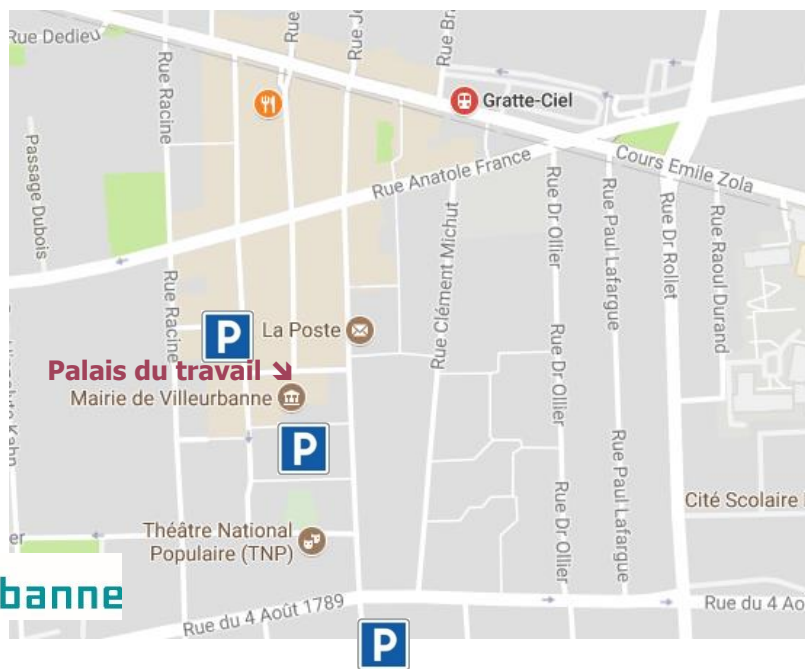 Rue Dedieu
Rue Racine
Gratte-Ciel
Passage Dubois
Rue Anatole France
Cours Emile Zola
Rue Clément Michut
Rue Dr Ollier
Rue Paul Lafargue
Rue Dr Rollet
Rue Raoul Durand
Rue Racine
P
La Poste
Palais du travail
Mairie de Villeurbanne
Rue Dr Ollier
P
Kahn
Rue Paul Lafargue
Rue Dr Ollier
Cité Scolaire
Théâtre National
Populaire (TNP)
er
banne
Rue du 4 Août 1789
Rue du 4 Ao
P